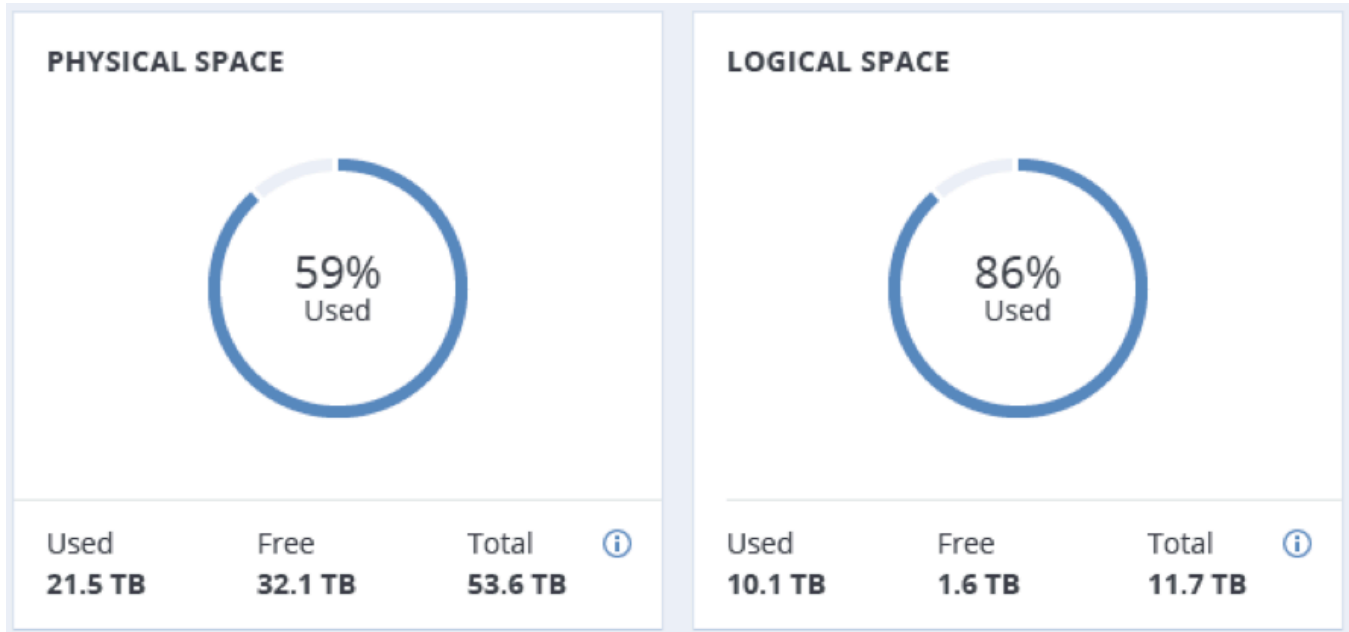 PHYSICAL SPACE
59%
Used
Used Free Total
21.5 TB 32.1 TB 53.6 TB
LOGICAL SPACE
86%
Used
Used Free Total
10.1 TB 1.6 TB 11.7 TB